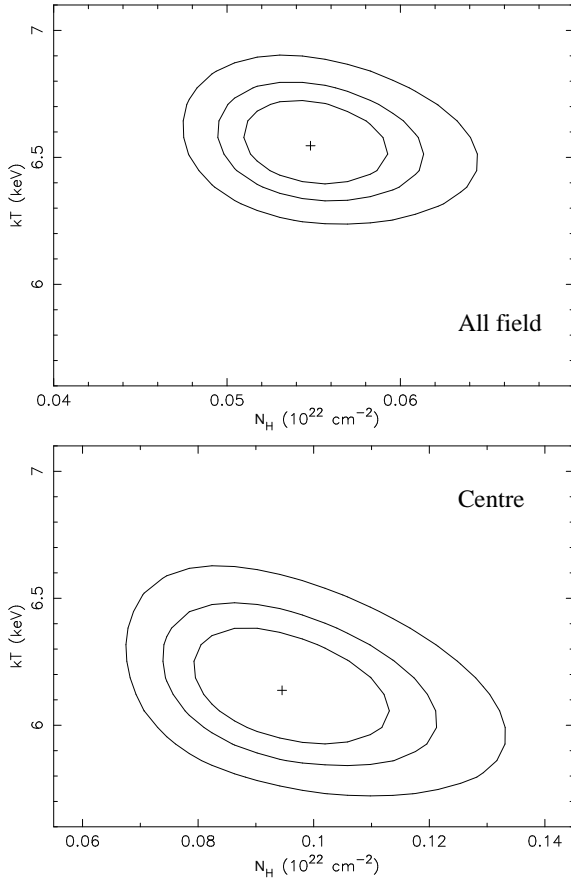 7
6.5
6
kT (keV)
All field
0.04
0.05
0.06
N_H (10^22 cm^-2)
7
6.5
6
kT (keV)
Centre
0.06
0.08
0.1
0.12
0.14
N_H (10^22 cm^-2)